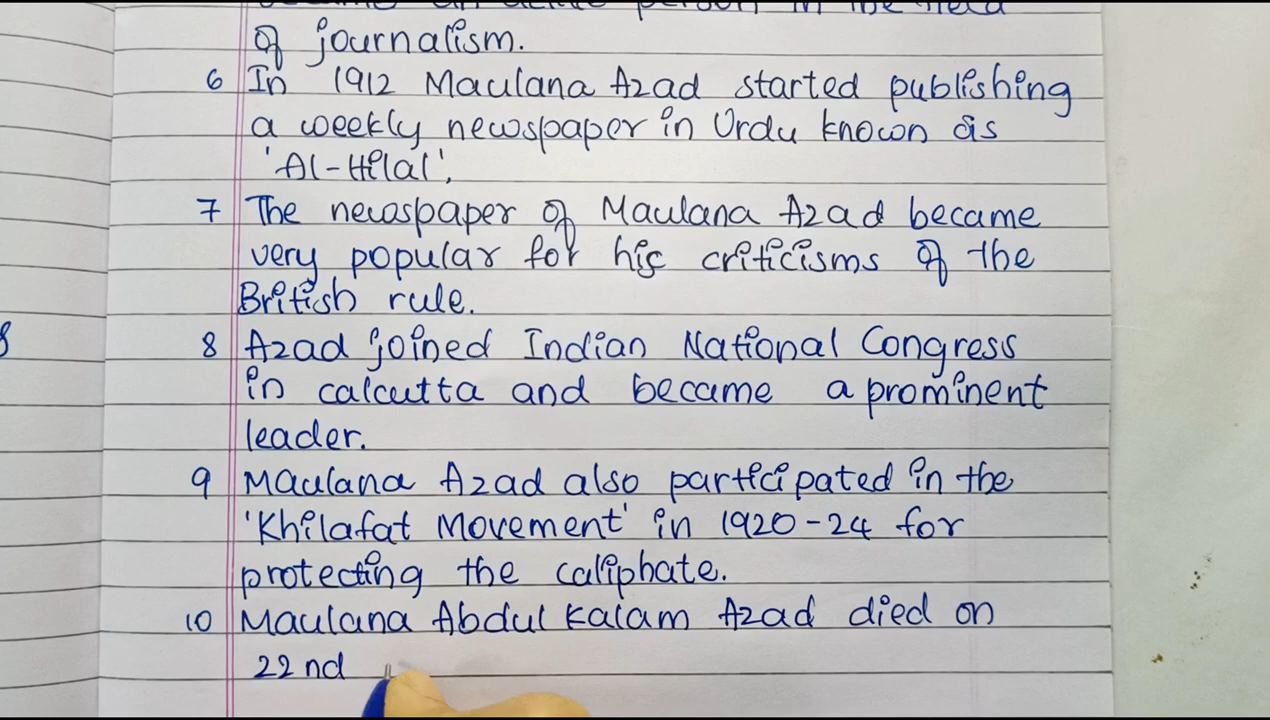 of journalism.
6 In 1912 Maulana Azad started publishing
a weekly newspaper in Urdu known as
'Al-Hilal',
7 The newspaper of Maulana Azad became
very popular for his criticisms of the
British rule.
8 Azad joined Indian National Congress
in calcutta and became a prominent
leader.
9 Maulana Azad also participated in the
'Khilafat Movement' in 1920-24 for
protecting the caliphate.
10 Maulana Abdul Kalam Azad died on
22nd